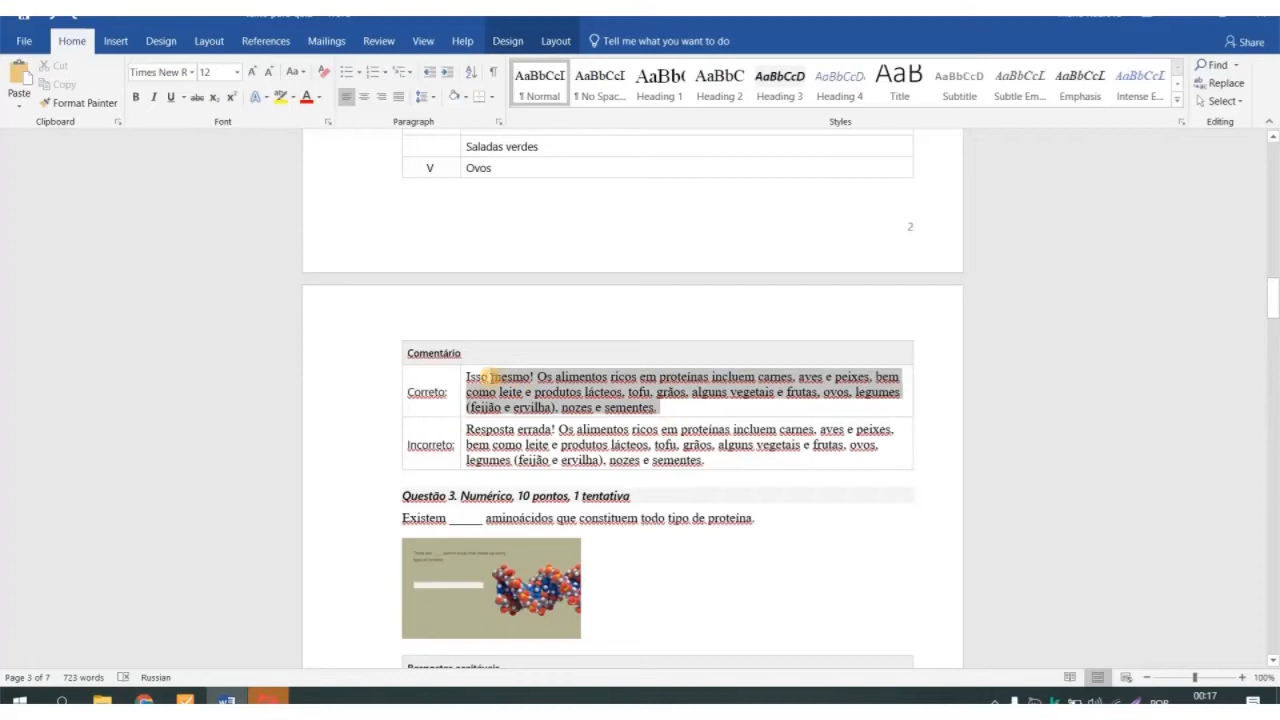 File Home Insert Design Layout References Mailings Review View Help Design Layout Tell me what you want to do Share
Cut
Copy
Paste
Format Painter
Clipboard
Times New R 12
Font
Paragraph
AaBbCcI AaBbCcI AaBb( AaBbC AaBbCcD AaBbCcD. AaB AaBbCcD AaBbCcL AaBbCcL AaBbCcL
¶ Normal ¶ No Spac... Heading 1 Heading 2 Heading 3 Heading 4 Title Subtitle Subtle Em... Emphasis Intense E...
Styles
Find
Replace
Select
Editing
Saladas verdes
V Ovos
2
Comentário
Correto: Isso mesmo! Os alimentos ricos em proteínas incluem carnes, aves e peixes, bem
como leite e produtos lácteos, tofu, grãos, alguns vegetais e frutas, ovos, legumes
(feijão e ervilha), nozes e sementes.
Incorreto: Resposta errada! Os alimentos ricos em proteínas incluem carnes, aves e peixes,
bem como leite e produtos lácteos, tofu, grãos, alguns vegetais e frutas, ovos,
legumes (feijão e ervilha), nozes e sementes.
Questão 3. Numérico, 10 pontos, 1 tentativa
Existem _____ aminoácidos que constituem todo tipo de proteína.
Page 3 of 7 723 words Russian 100%
00:17